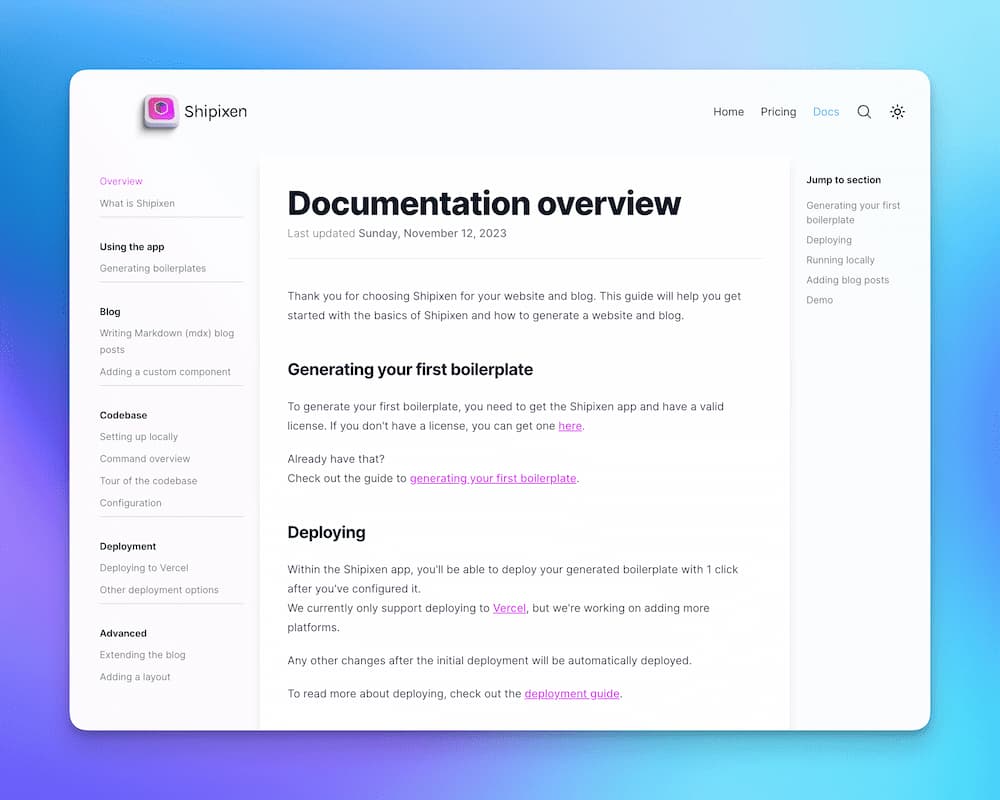 Shipixen
Home
Pricing
Docs
Overview
What is Shipixen
Using the app
Generating boilerplates
Blog
Writing Markdown (mdx) blog
posts
Adding a custom component
Codebase
Setting up locally
Command overview
Tour of the codebase
Configuration
Deployment
Deploying to Vercel
Other deployment options
Advanced
Extending the blog
Adding a layout
Documentation overview
Last updated Sunday, November 12, 2023
Thank you for choosing Shipixen for your website and blog. This guide will help you get
started with the basics of Shipixen and how to generate a website and blog.
Generating your first boilerplate
To generate your first boilerplate, you need to get the Shipixen app and have a valid
license. If you don't have a license, you can get one here.
Already have that?
Check out the guide to generating your first boilerplate.
Deploying
Within the Shipixen app, you'll be able to deploy your generated boilerplate with 1 click
after you've configured it.
We currently only support deploying to Vercel, but we're working on adding more
platforms.
Any other changes after the initial deployment will be automatically deployed.
To read more about deploying, check out the deployment guide.
Jump to section
Generating your first
boilerplate
Deploying
Running locally
Adding blog posts
Demo